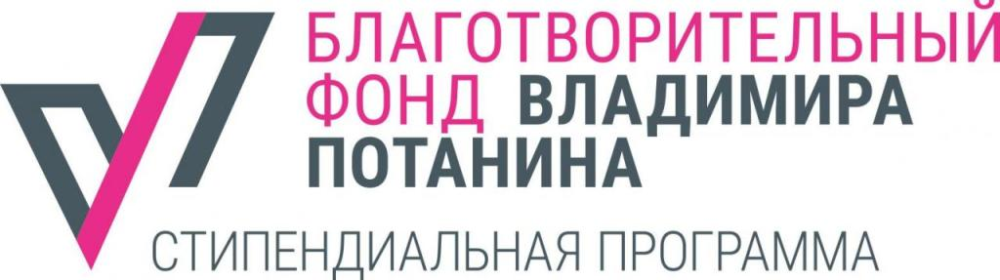 БЛАГОТВОРИТЕЛЬНЫЙ
ФОНД ВЛАДИМИРА
ПОТАНИНА
СТИПЕНДИАЛЬНАЯ ПРОГРАММА